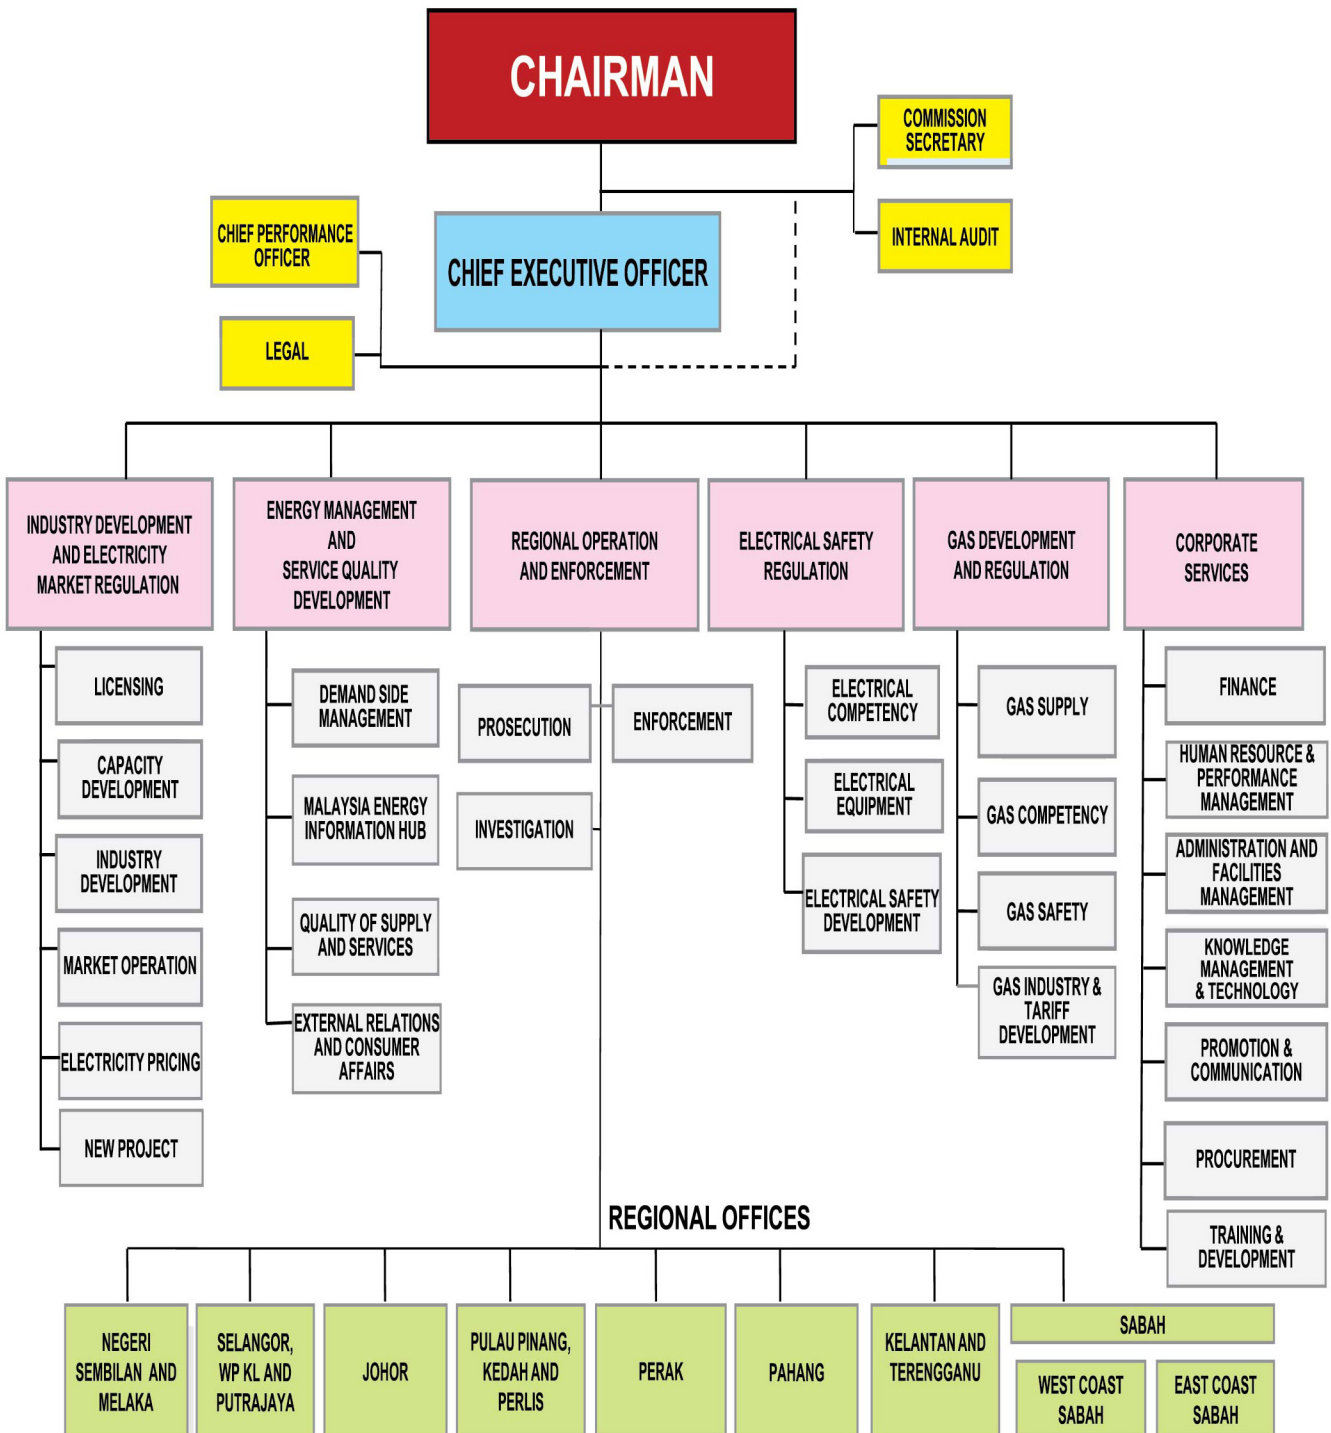 CHAIRMAN
COMMISSION
SECRETARY
INTERNAL AUDIT
CHIEF PERFORMANCE
OFFICER
LEGAL
CHIEF EXECUTIVE OFFICER
INDUSTRY DEVELOPMENT
AND ELECTRICITY
MARKET REGULATION
ENERGY MANAGEMENT
AND
SERVICE QUALITY
DEVELOPMENT
REGIONAL OPERATION
AND ENFORCEMENT
ELECTRICAL SAFETY
REGULATION
GAS DEVELOPMENT
AND REGULATION
CORPORATE
SERVICES
LICENSING
CAPACITY
DEVELOPMENT
INDUSTRY
DEVELOPMENT
MARKET OPERATION
ELECTRICITY PRICING
NEW PROJECT
DEMAND SIDE
MANAGEMENT
MALAYSIA ENERGY
INFORMATION HUB
QUALITY OF SUPPLY
AND SERVICES
EXTERNAL RELATIONS
AND CONSUMER
AFFAIRS
PROSECUTION
ENFORCEMENT
INVESTIGATION
ELECTRICAL
COMPETENCY
ELECTRICAL
EQUIPMENT
ELECTRICAL SAFETY
DEVELOPMENT
GAS SUPPLY
GAS COMPETENCY
GAS SAFETY
GAS INDUSTRY &
TARIFF
DEVELOPMENT
FINANCE
HUMAN RESOURCE &
PERFORMANCE
MANAGEMENT
ADMINISTRATION AND
FACILITIES
MANAGEMENT
KNOWLEDGE
MANAGEMENT
& TECHNOLOGY
PROMOTION &
COMMUNICATION
PROCUREMENT
TRAINING &
DEVELOPMENT
REGIONAL OFFICES
NEGERI
SEMBILAN AND
MELAKA
SELANGOR,
WP KL AND
PUTRAJAYA
JOHOR
PULAU PINANG,
KEDAH AND
PERLIS
PERAK
PAHANG
KELANTAN AND
TERENGGANU
SABAH
WEST COAST
SABAH
EAST COAST
SABAH